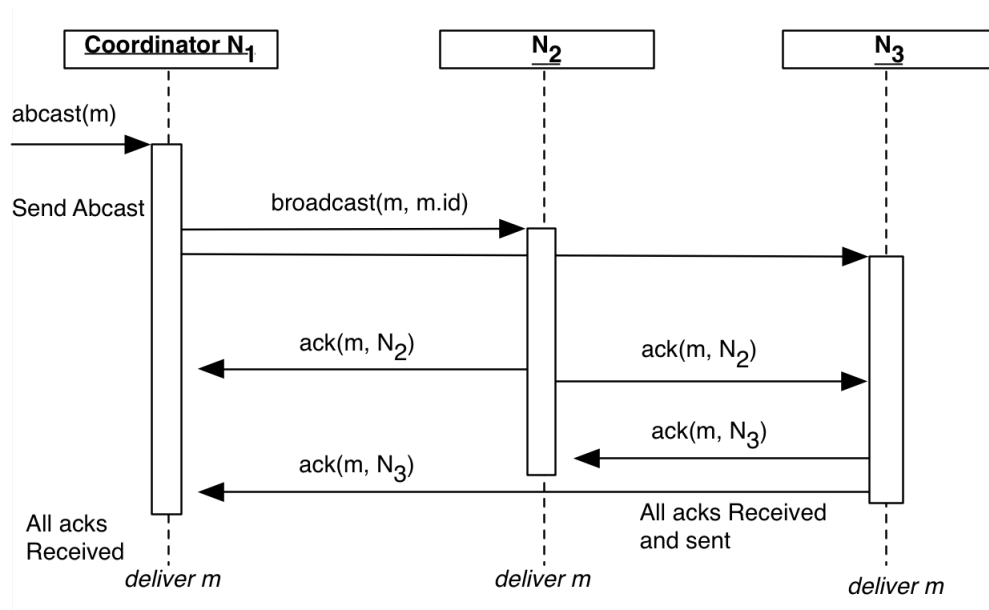 Coordinator N1
N2
N3
abcast(m)
Send Abcast
broadcast(m, m.id)
ack(m, N2)
ack(m, N2)
ack(m, N3)
ack(m, N3)
All acks
Received
All acks Received
and sent
deliver m
deliver m
deliver m